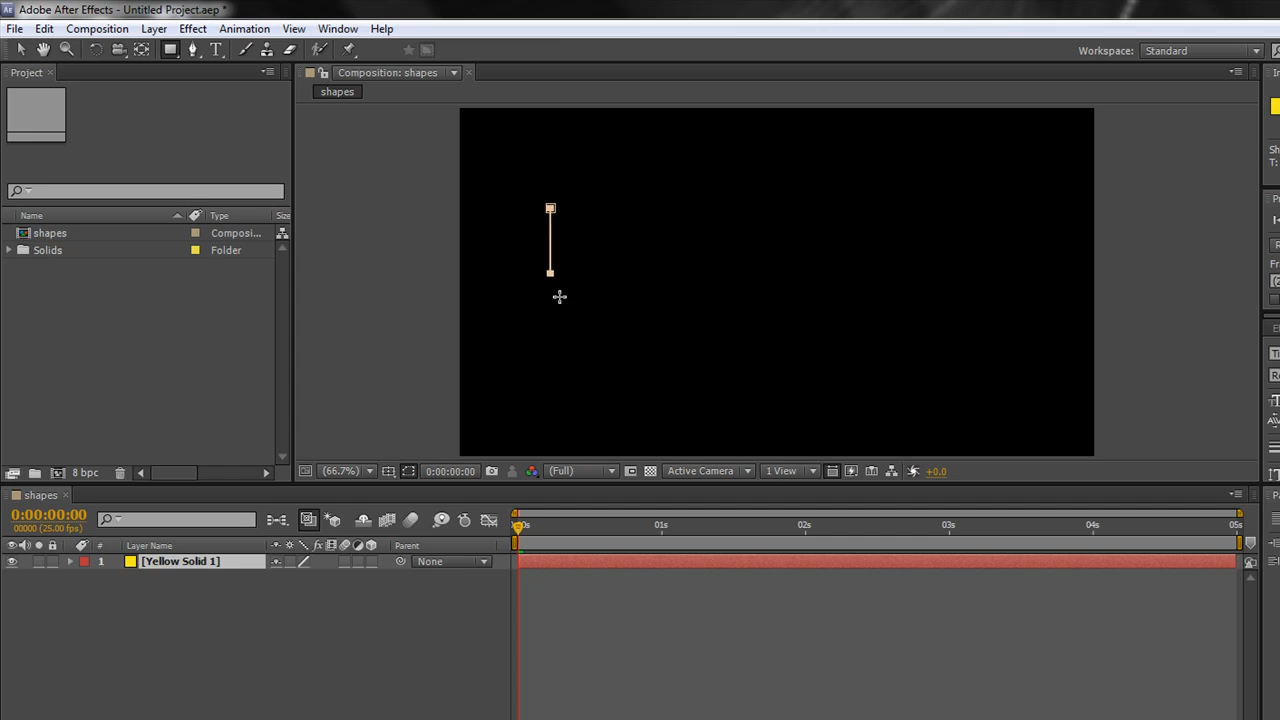 Adobe After Effects - Untitled Project.aep *
File Edit Composition Layer Effect Animation View Window Help
Workspace: Standard
Project
Composition: shapes
shapes
Name Type Size
shapes Composi...
Solids Folder
8 bpc
(66.7%) 0:00:00:00 (Full) Active Camera 1 View +0.0
shapes
0:00:00:00
00000 (25.00 fps)
# Layer Name Parent
01s 02s 03s 04s 05s
1 [Yellow Solid 1] None